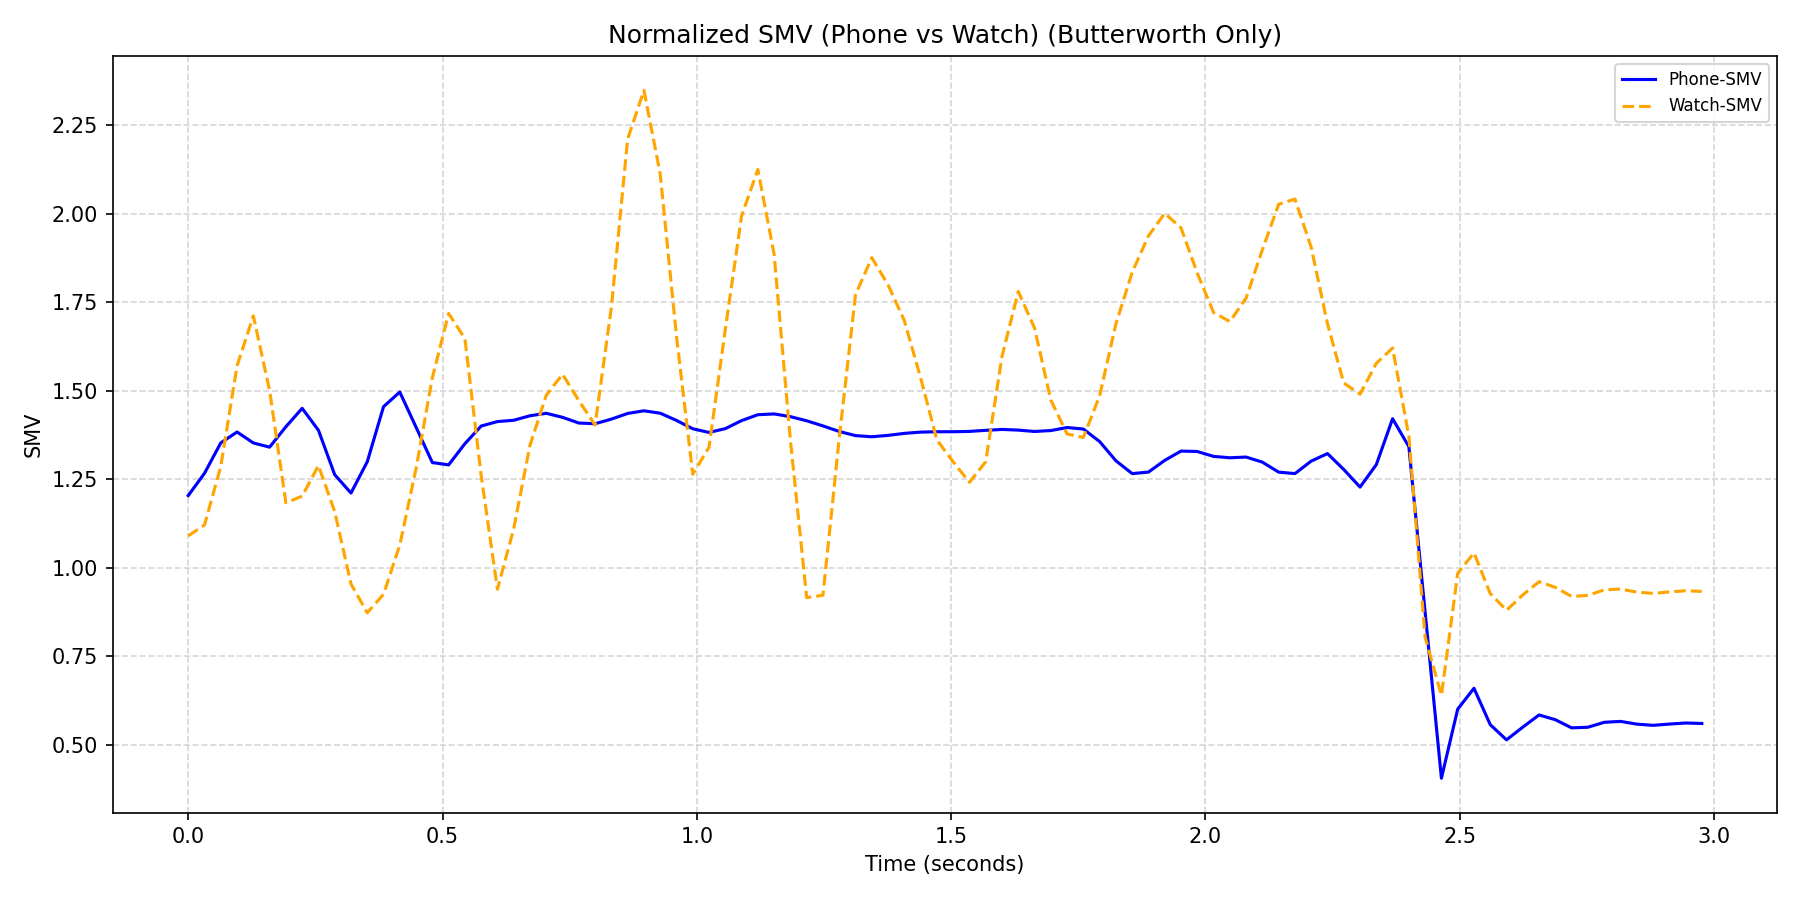 Normalized SMV (Phone vs Watch) (Butterworth Only)
Phone-SMV
Watch-SMV
2.25
2.00
1.75
1.50
1.25
1.00
0.75
0.50
SMV
0.0 0.5 1.0 1.5 2.0 2.5 3.0
Time (seconds)